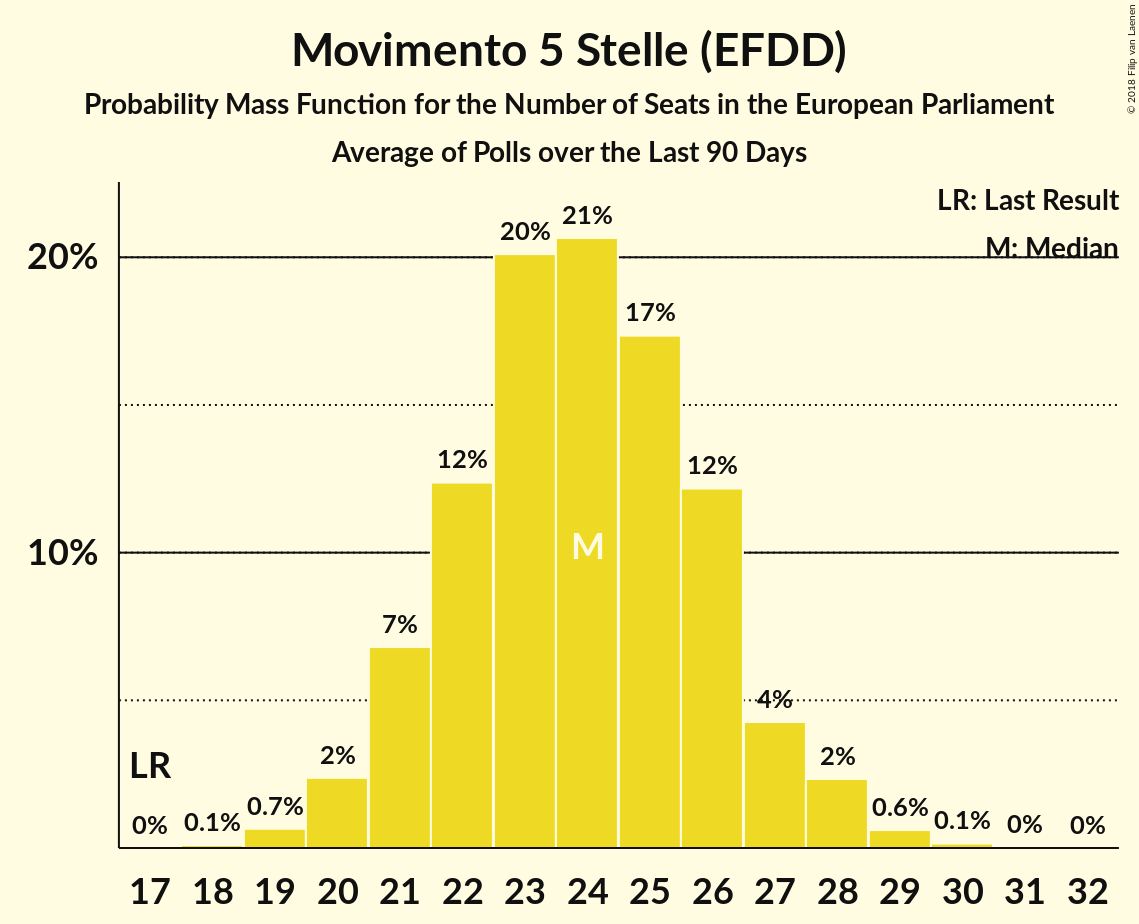 Movimento 5 Stelle (EFDD)
Probability Mass Function for the Number of Seats in the European Parliament
Average of Polls over the Last 90 Days
© 2018 Filip van Laenen
LR: Last Result
M: Median
20%
10%
LR
0%
0.1%
0.7%
2%
7%
12%
20%
21%
17%
12%
4%
2%
0.6%
0.1%
0%
0%
M
17 18 19 20 21 22 23 24 25 26 27 28 29 30 31 32